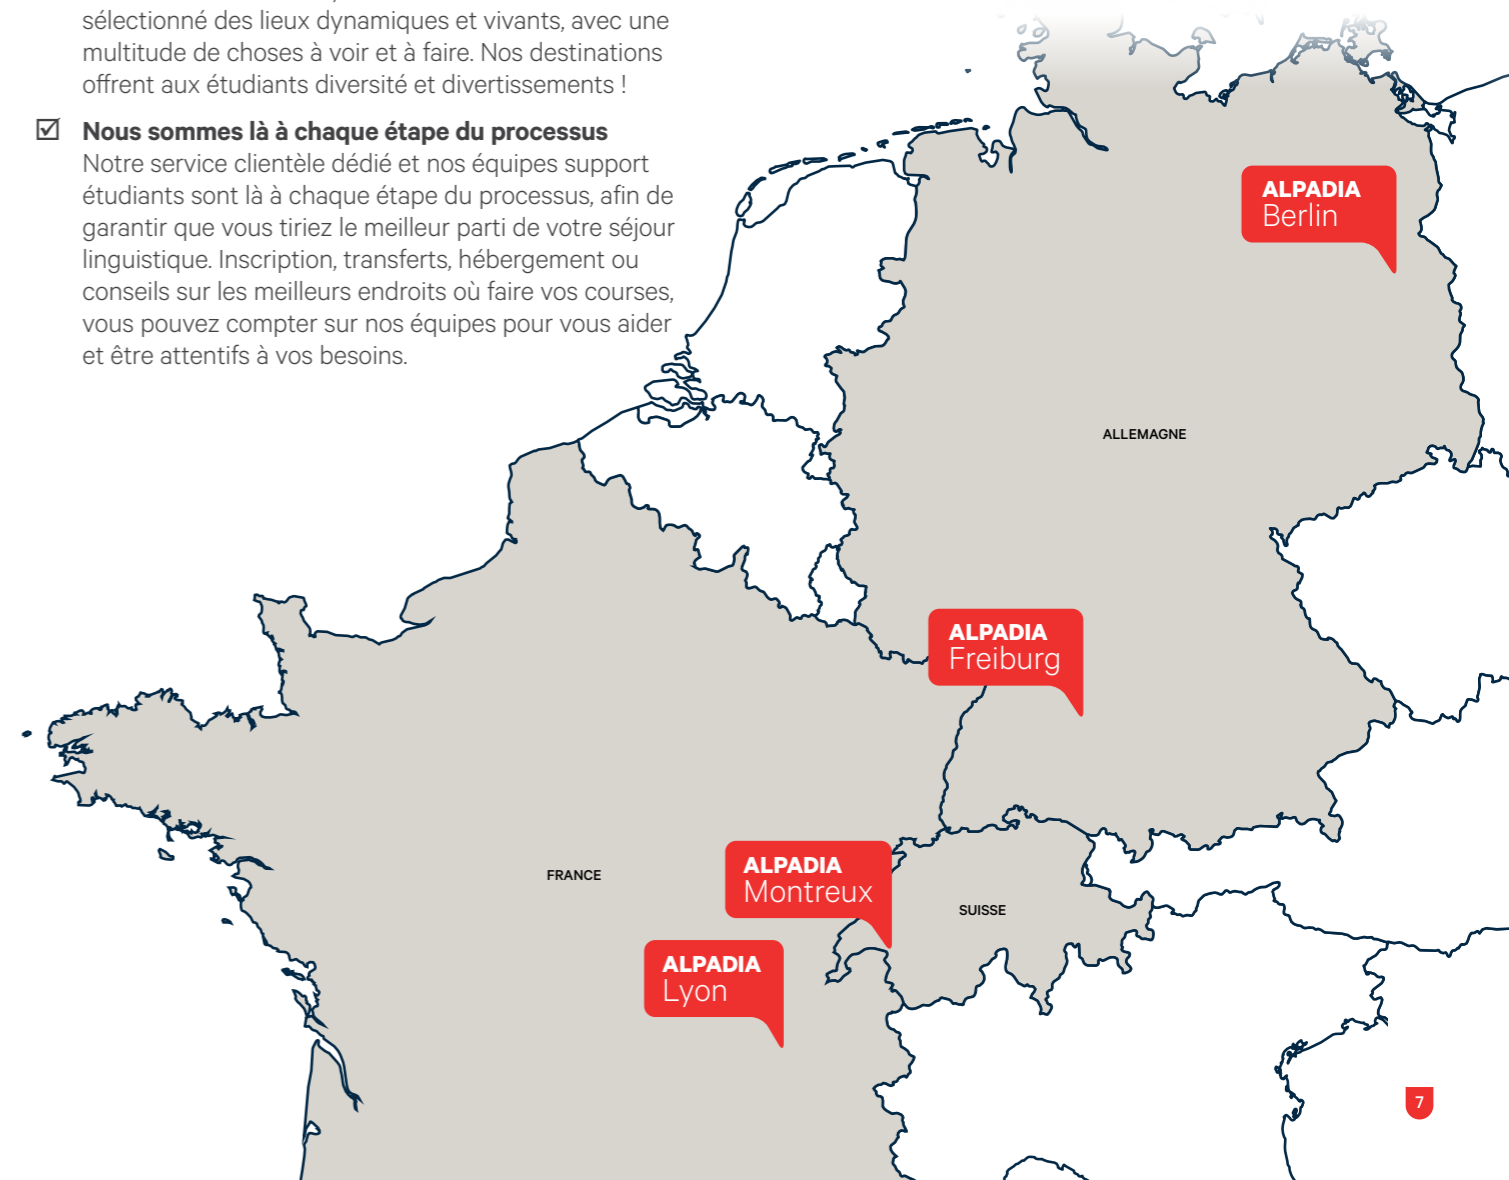 sélectionné des lieux dynamiques et vivants, avec une
multitude de choses à voir et à faire. Nos destinations
offrent aux étudiants diversité et divertissements !
Nous sommes là à chaque étape du processus
Notre service clientèle dédié et nos équipes support
étudiants sont là à chaque étape du processus, afin de
garantir que vous tiriez le meilleur parti de votre séjour
linguistique. Inscription, transferts, hébergement ou
conseils sur les meilleurs endroits où faire vos courses,
vous pouvez compter sur nos équipes pour vous aider
et être attentifs à vos besoins.
ALPADIA
Berlin
ALLEMAGNE
ALPADIA
Freiburg
ALPADIA
Montreux
FRANCE
SUISSE
ALPADIA
Lyon
7